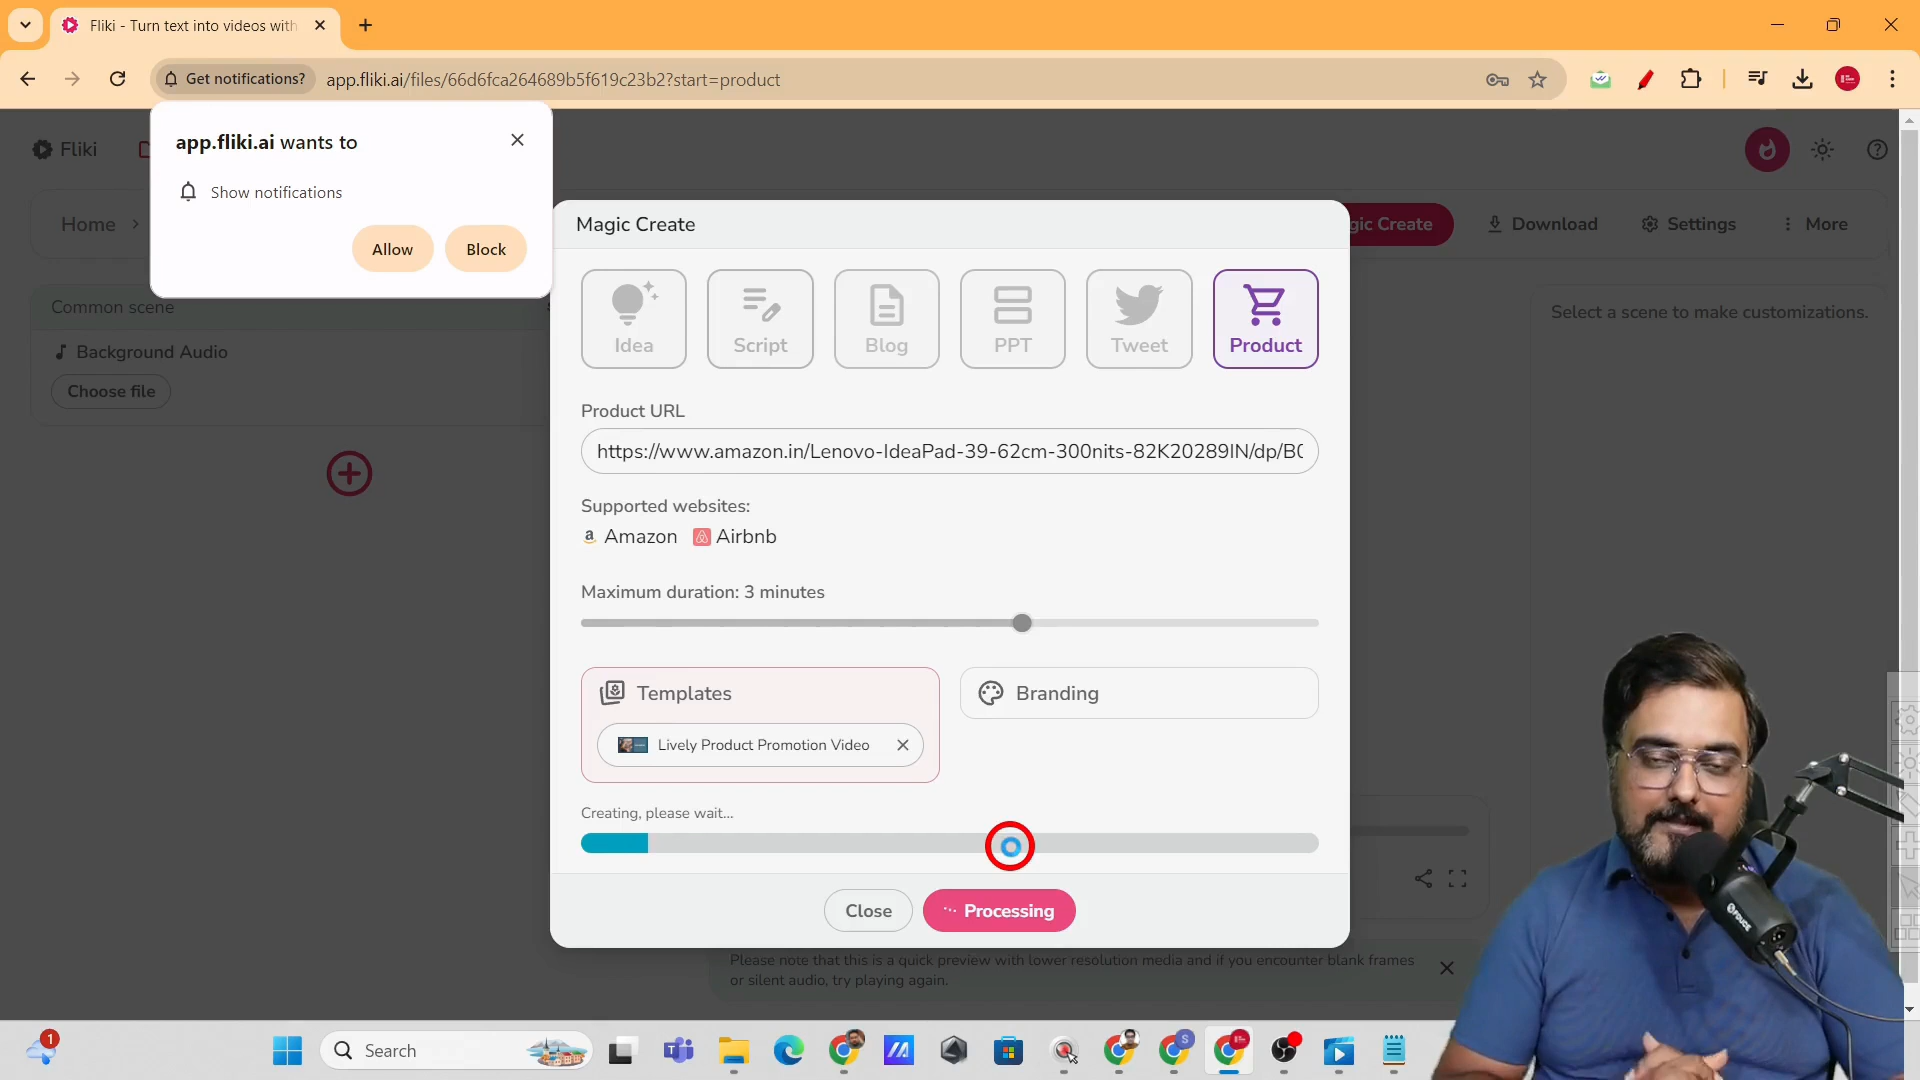 Fliki - Turn text into videos with
Get notifications?
app.fliki.ai/files/66d6fca264689b5f619c23b2?start=product
app.fliki.ai wants to
Show notifications
Allow
Block
Fliki
Home
Magic Create
gic Create
Download
Settings
More
Idea
Script
Blog
PPT
Tweet
Product
Common scene
Background Audio
Choose file
Select a scene to make customizations.
Product URL
https://www.amazon.in/Lenovo-IdeaPad-39-62cm-300nits-82K20289IN/dp/B0
Supported websites:
Amazon
Airbnb
Maximum duration: 3 minutes
Templates
Branding
Lively Product Promotion Video
Creating, please wait...
Close
Processing
Please note that this is a quick preview with lower resolution media and if you encounter blank frames
or silent audio, try playing again.
1
Search
S